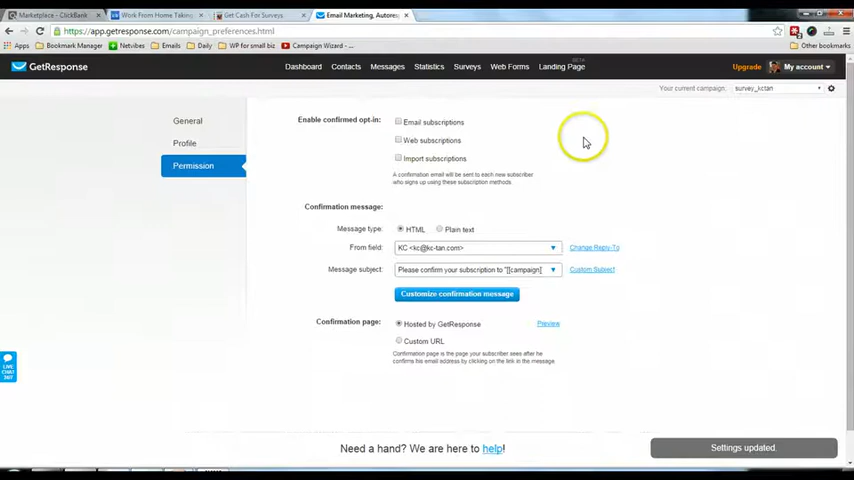 Marketplace - ClickBank
Work From Home Taking
Get Cash For Surveys
Email Marketing, Autoresp
https://app.getresponse.com/campaign_preferences.html
Apps
Bookmark Manager
Netvibes
Emails
Daily
WP for small biz
Campaign Wizard -...
Other bookmarks
GetResponse
Dashboard
Contacts
Messages
Statistics
Surveys
Web Forms
Landing Page
BETA
Upgrade
My account
Your current campaign:
survey_kctan
General
Profile
Permission
Enable confirmed opt-in:
Email subscriptions
Web subscriptions
Import subscriptions
A confirmation email will be sent to each new subscriber
who signs up using these subscription methods.
Confirmation message:
Message type:
HTML
Plain text
From field:
KC <kc@kc-tan.com>
Change Reply-To
Message subject:
Please confirm your subscription to "[[campaign]
Custom Subject
Customize confirmation message
Confirmation page:
Hosted by GetResponse
Preview
Custom URL
Confirmation page is the page your subscriber sees after he
confirms his email address by clicking on the link in the message.
LIVE
CHAT
Need a hand? We are here to help!
Settings updated.